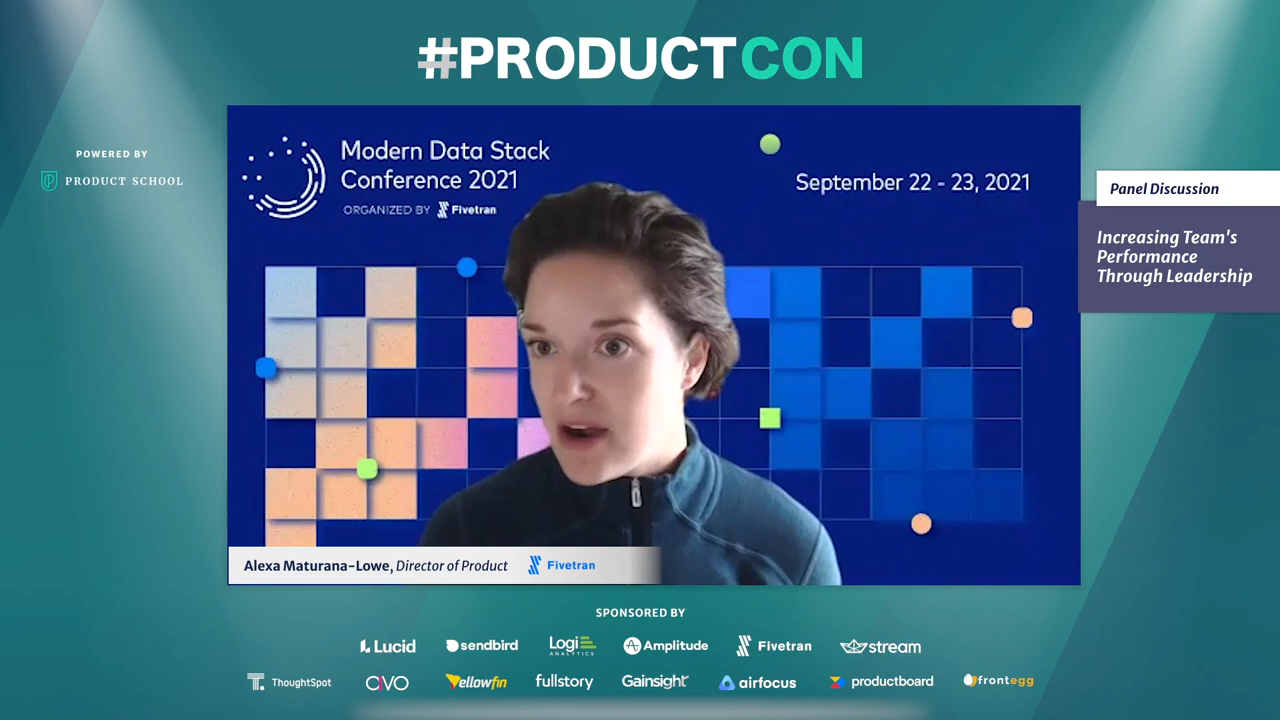 #PRODUCTCON
POWERED BY
PRODUCT SCHOOL
Modern Data Stack
Conference 2021
ORGANIZED BY Fivetran
September 22 - 23, 2021
Panel Discussion
Increasing Team's
Performance
Through Leadership
Alexa Maturana-Lowe, Director of Product Fivetran
SPONSORED BY
Lucid sendbird Logi ANALYTICS Amplitude Fivetran stream
ThoughtSpot avo Yellowfin fullstory Gainsight airfocus productboard frontegg